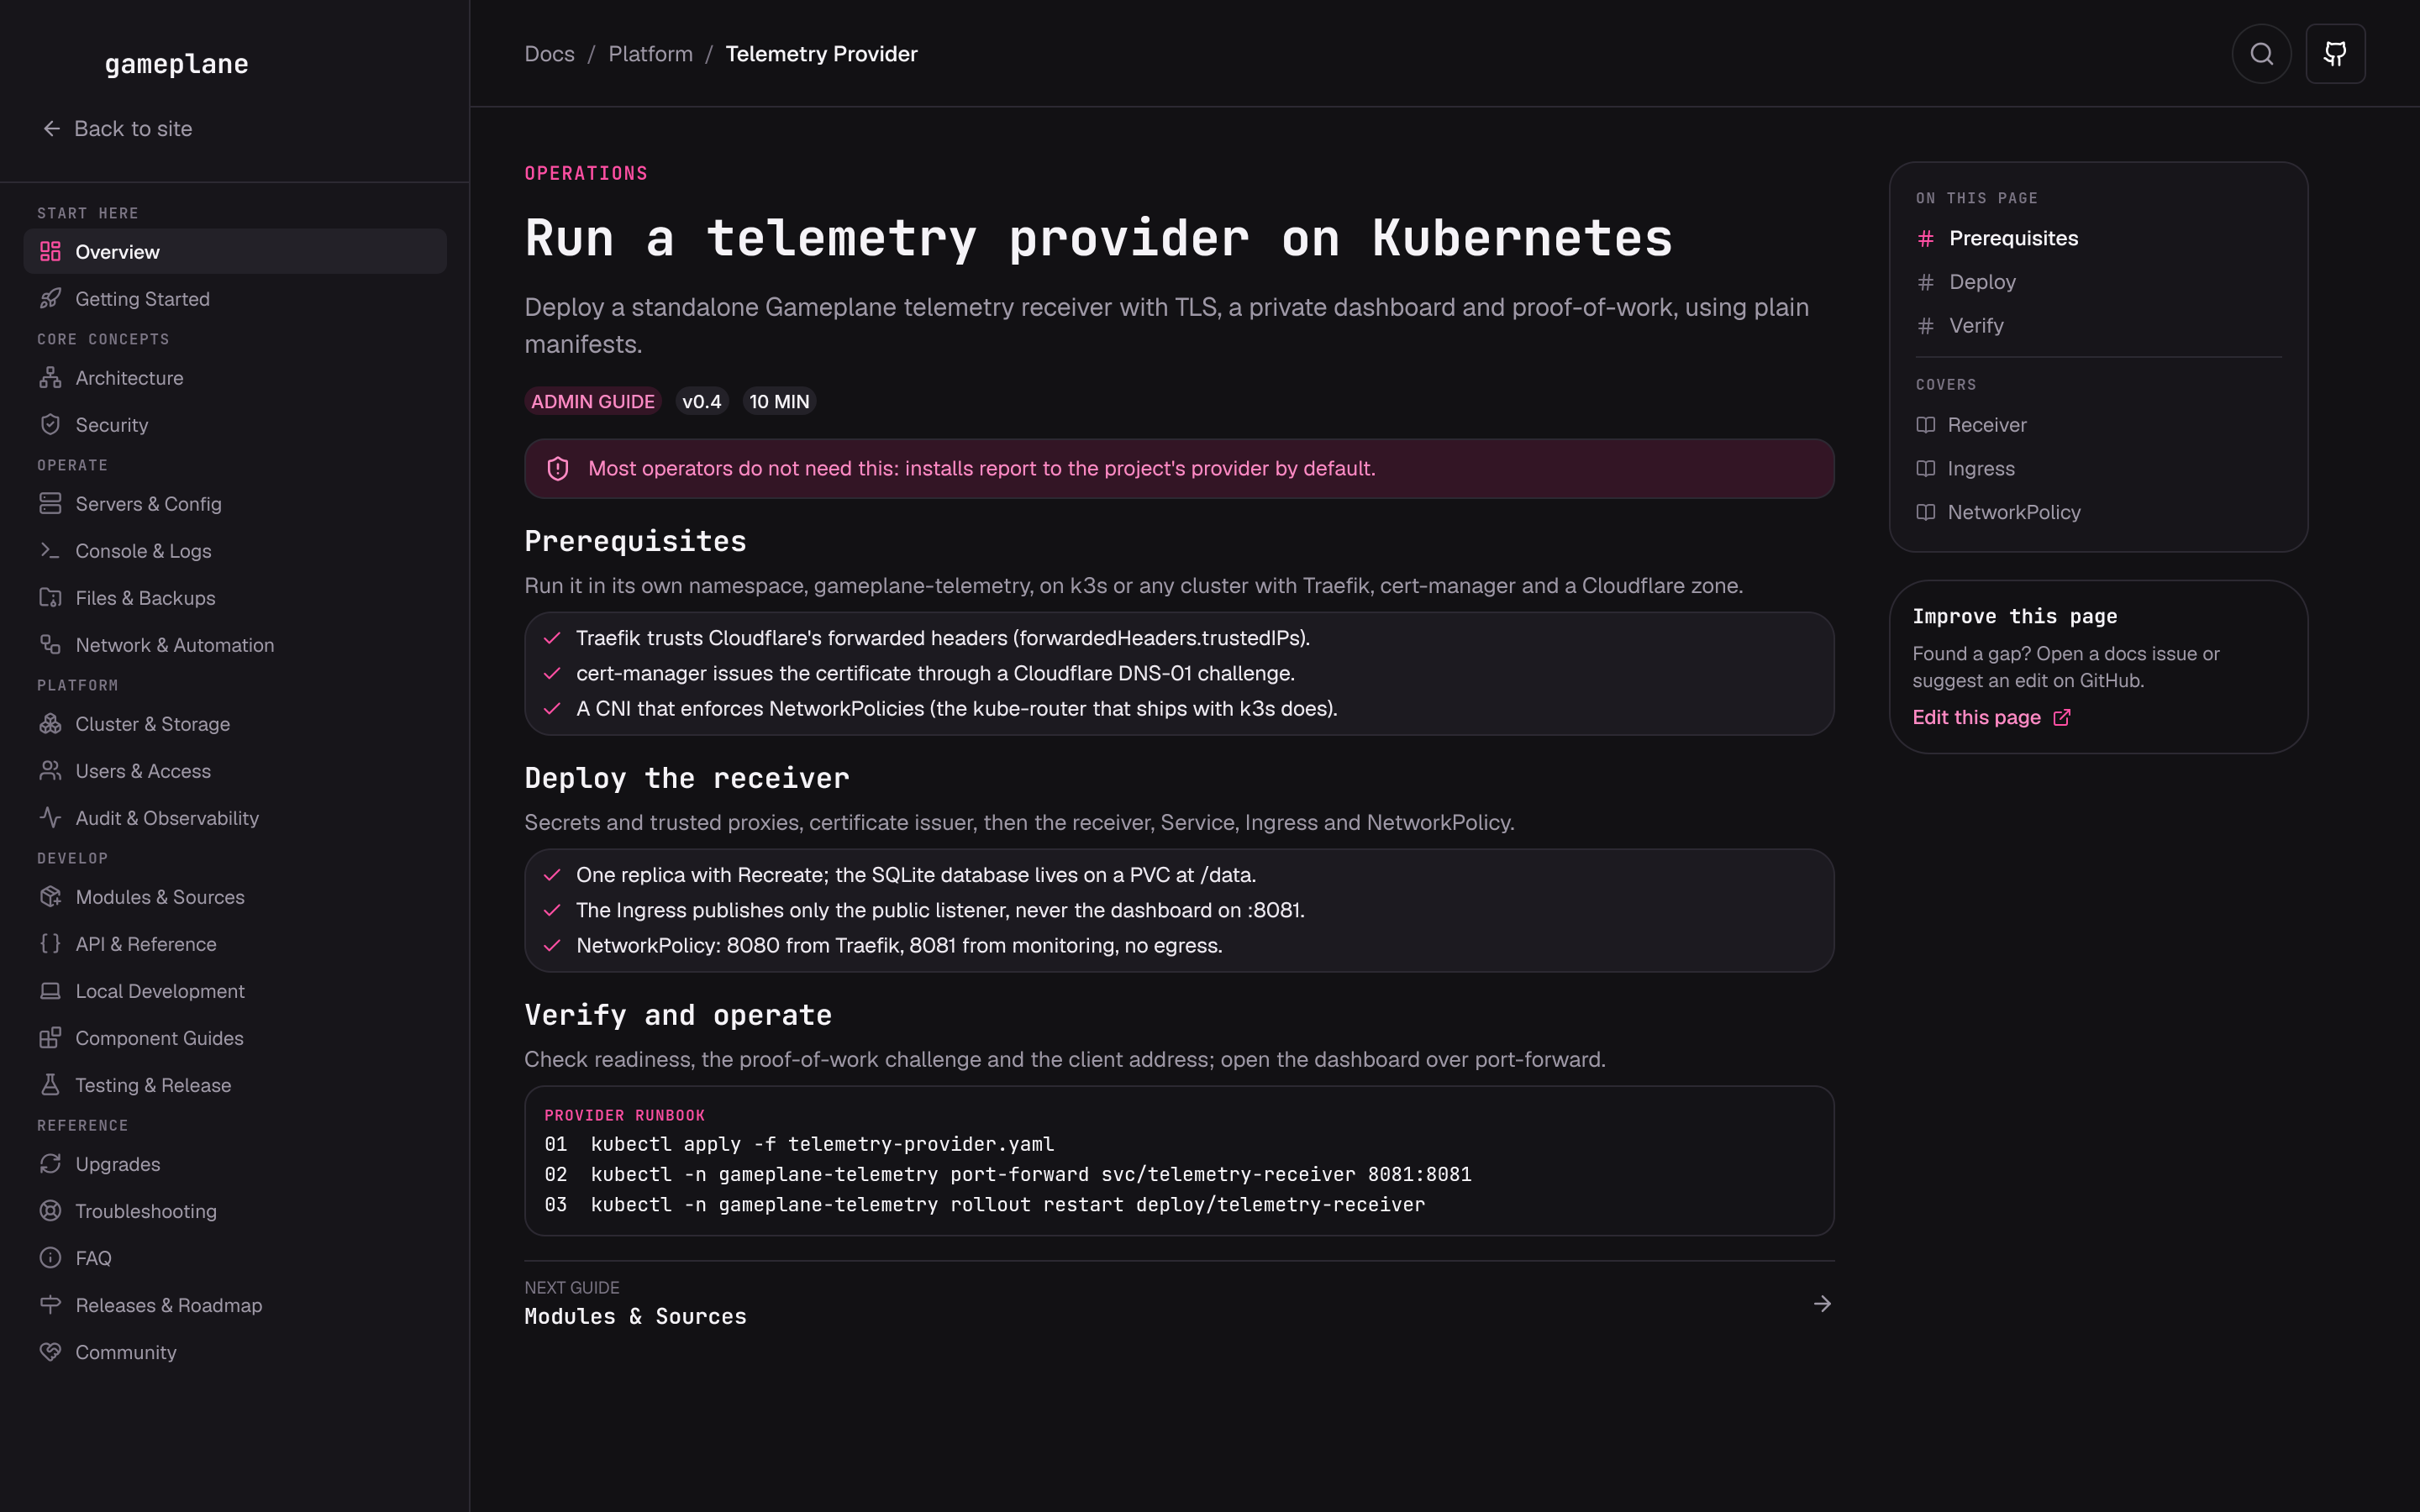 gameplane
Back to site
START HERE
Overview
Getting Started
CORE CONCEPTS
Architecture
Security
OPERATE
Servers & Config
Console & Logs
Files & Backups
Network & Automation
PLATFORM
Cluster & Storage
Users & Access
Audit & Observability
DEVELOP
Modules & Sources
API & Reference
Local Development
Component Guides
Testing & Release
REFERENCE
Upgrades
Troubleshooting
FAQ
Releases & Roadmap
Community
Docs / Platform / Telemetry Provider
OPERATIONS
Run a telemetry provider on Kubernetes
Deploy a standalone Gameplane telemetry receiver with TLS, a private dashboard and proof-of-work, using plain
manifests.
ADMIN GUIDE v0.4 10 MIN
Most operators do not need this: installs report to the project's provider by default.
Prerequisites
Run it in its own namespace, gameplane-telemetry, on k3s or any cluster with Traefik, cert-manager and a Cloudflare zone.
Traefik trusts Cloudflare's forwarded headers (forwardedHeaders.trustedIPs).
cert-manager issues the certificate through a Cloudflare DNS-01 challenge.
A CNI that enforces NetworkPolicies (the kube-router that ships with k3s does).
Deploy the receiver
Secrets and trusted proxies, certificate issuer, then the receiver, Service, Ingress and NetworkPolicy.
One replica with Recreate; the SQLite database lives on a PVC at /data.
The Ingress publishes only the public listener, never the dashboard on :8081.
NetworkPolicy: 8080 from Traefik, 8081 from monitoring, no egress.
Verify and operate
Check readiness, the proof-of-work challenge and the client address; open the dashboard over port-forward.
PROVIDER RUNBOOK
01 kubectl apply -f telemetry-provider.yaml
02 kubectl -n gameplane-telemetry port-forward svc/telemetry-receiver 8081:8081
03 kubectl -n gameplane-telemetry rollout restart deploy/telemetry-receiver
NEXT GUIDE
Modules & Sources
ON THIS PAGE
# Prerequisites
# Deploy
# Verify
COVERS
Receiver
Ingress
NetworkPolicy
Improve this page
Found a gap? Open a docs issue or
suggest an edit on GitHub.
Edit this page